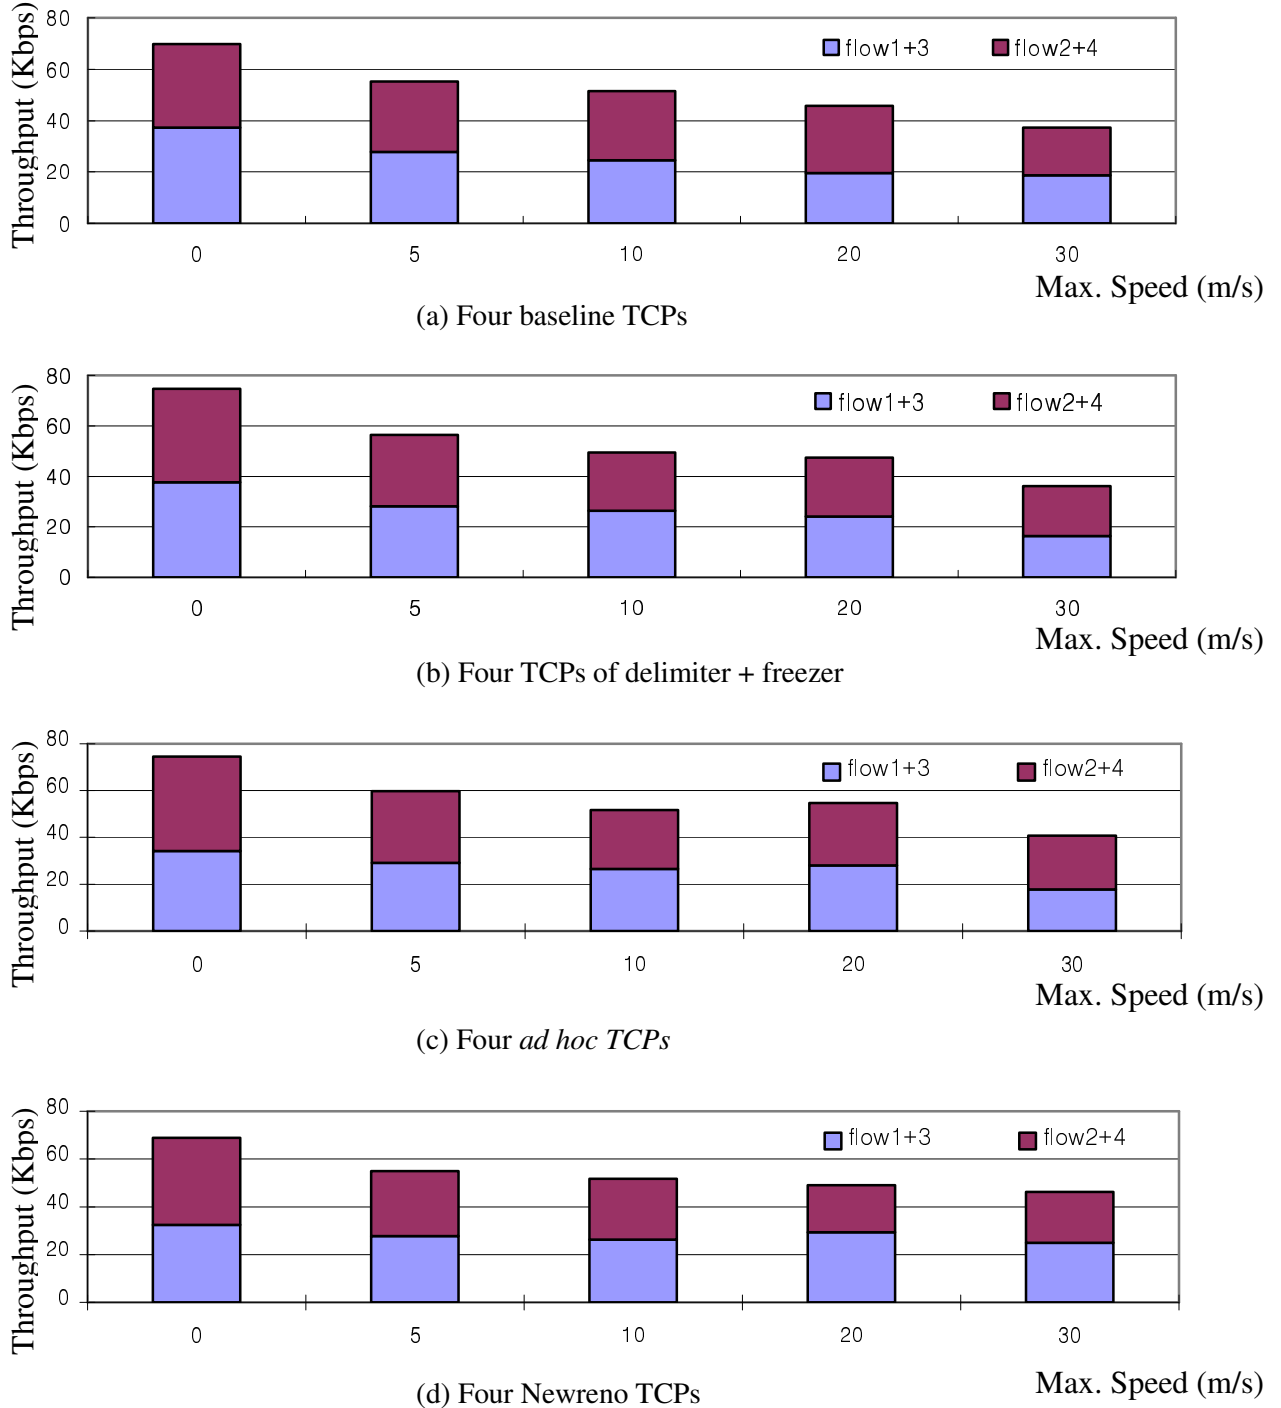 80
flow1+3 flow2+4
60
40
20
0
Throughput (Kbps)
0 5 10 20 30
Max. Speed (m/s)
(a) Four baseline TCPs
80
flow1+3 flow2+4
60
40
20
0
Throughput (Kbps)
0 5 10 20 30
Max. Speed (m/s)
(b) Four TCPs of delimiter + freezer
80
flow1+3 flow2+4
60
40
20
0
Throughput (Kbps)
0 5 10 20 30
Max. Speed (m/s)
(c) Four ad hoc TCPs
80
flow1+3 flow2+4
60
40
20
0
Throughput (Kbps)
0 5 10 20 30
Max. Speed (m/s)
(d) Four Newreno TCPs